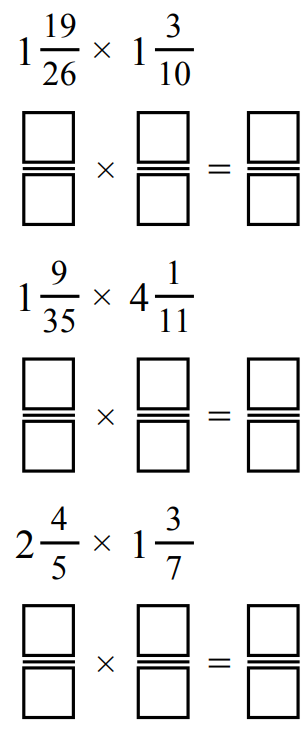 1 19/26 × 1 3/10
□/□ × □/□ = □/□
1 9/35 × 4 1/11
□/□ × □/□ = □/□
2 4/5 × 1 3/7
□/□ × □/□ = □/□